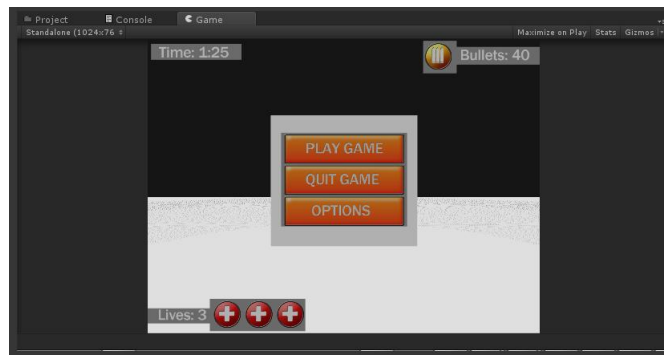 Project Console Game
Standalone (1024x76 Maximize on Play Stats Gizmos
Time: 1:25 Bullets: 40
PLAY GAME
QUIT GAME
OPTIONS
Lives: 3